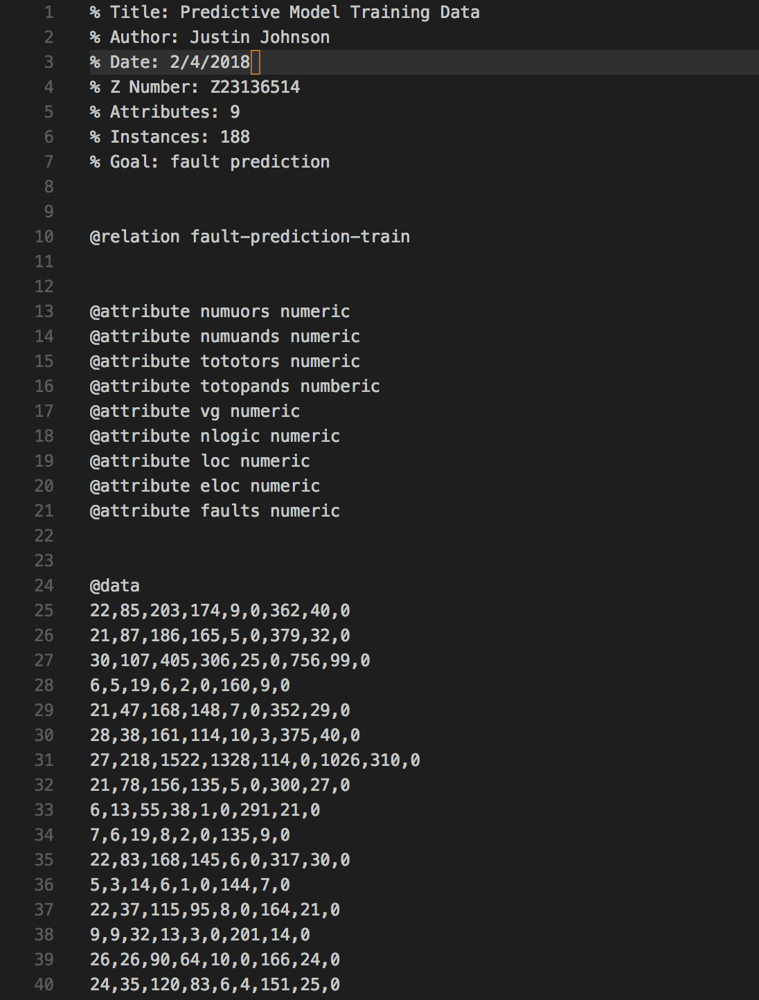 1 % Title: Predictive Model Training Data
2 % Author: Justin Johnson
3 % Date: 2/4/2018
4 % Z Number: Z23136514
5 % Attributes: 9
6 % Instances: 188
7 % Goal: fault prediction
8
9
10 @relation fault-prediction-train
11
12
13 @attribute numuors numeric
14 @attribute numuands numeric
15 @attribute tototors numeric
16 @attribute totopands numberic
17 @attribute vg numeric
18 @attribute nlogic numeric
19 @attribute loc numeric
20 @attribute eloc numeric
21 @attribute faults numeric
22
23
24 @data
25 22,85,203,174,9,0,362,40,0
26 21,87,186,165,5,0,379,32,0
27 30,107,405,306,25,0,756,99,0
28 6,5,19,6,2,0,160,9,0
29 21,47,168,148,7,0,352,29,0
30 28,38,161,114,10,3,375,40,0
31 27,218,1522,1328,114,0,1026,310,0
32 21,78,156,135,5,0,300,27,0
33 6,13,55,38,1,0,291,21,0
34 7,6,19,8,2,0,135,9,0
35 22,83,168,145,6,0,317,30,0
36 5,3,14,6,1,0,144,7,0
37 22,37,115,95,8,0,164,21,0
38 9,9,32,13,3,0,201,14,0
39 26,26,90,64,10,0,166,24,0
40 24,35,120,83,6,4,151,25,0